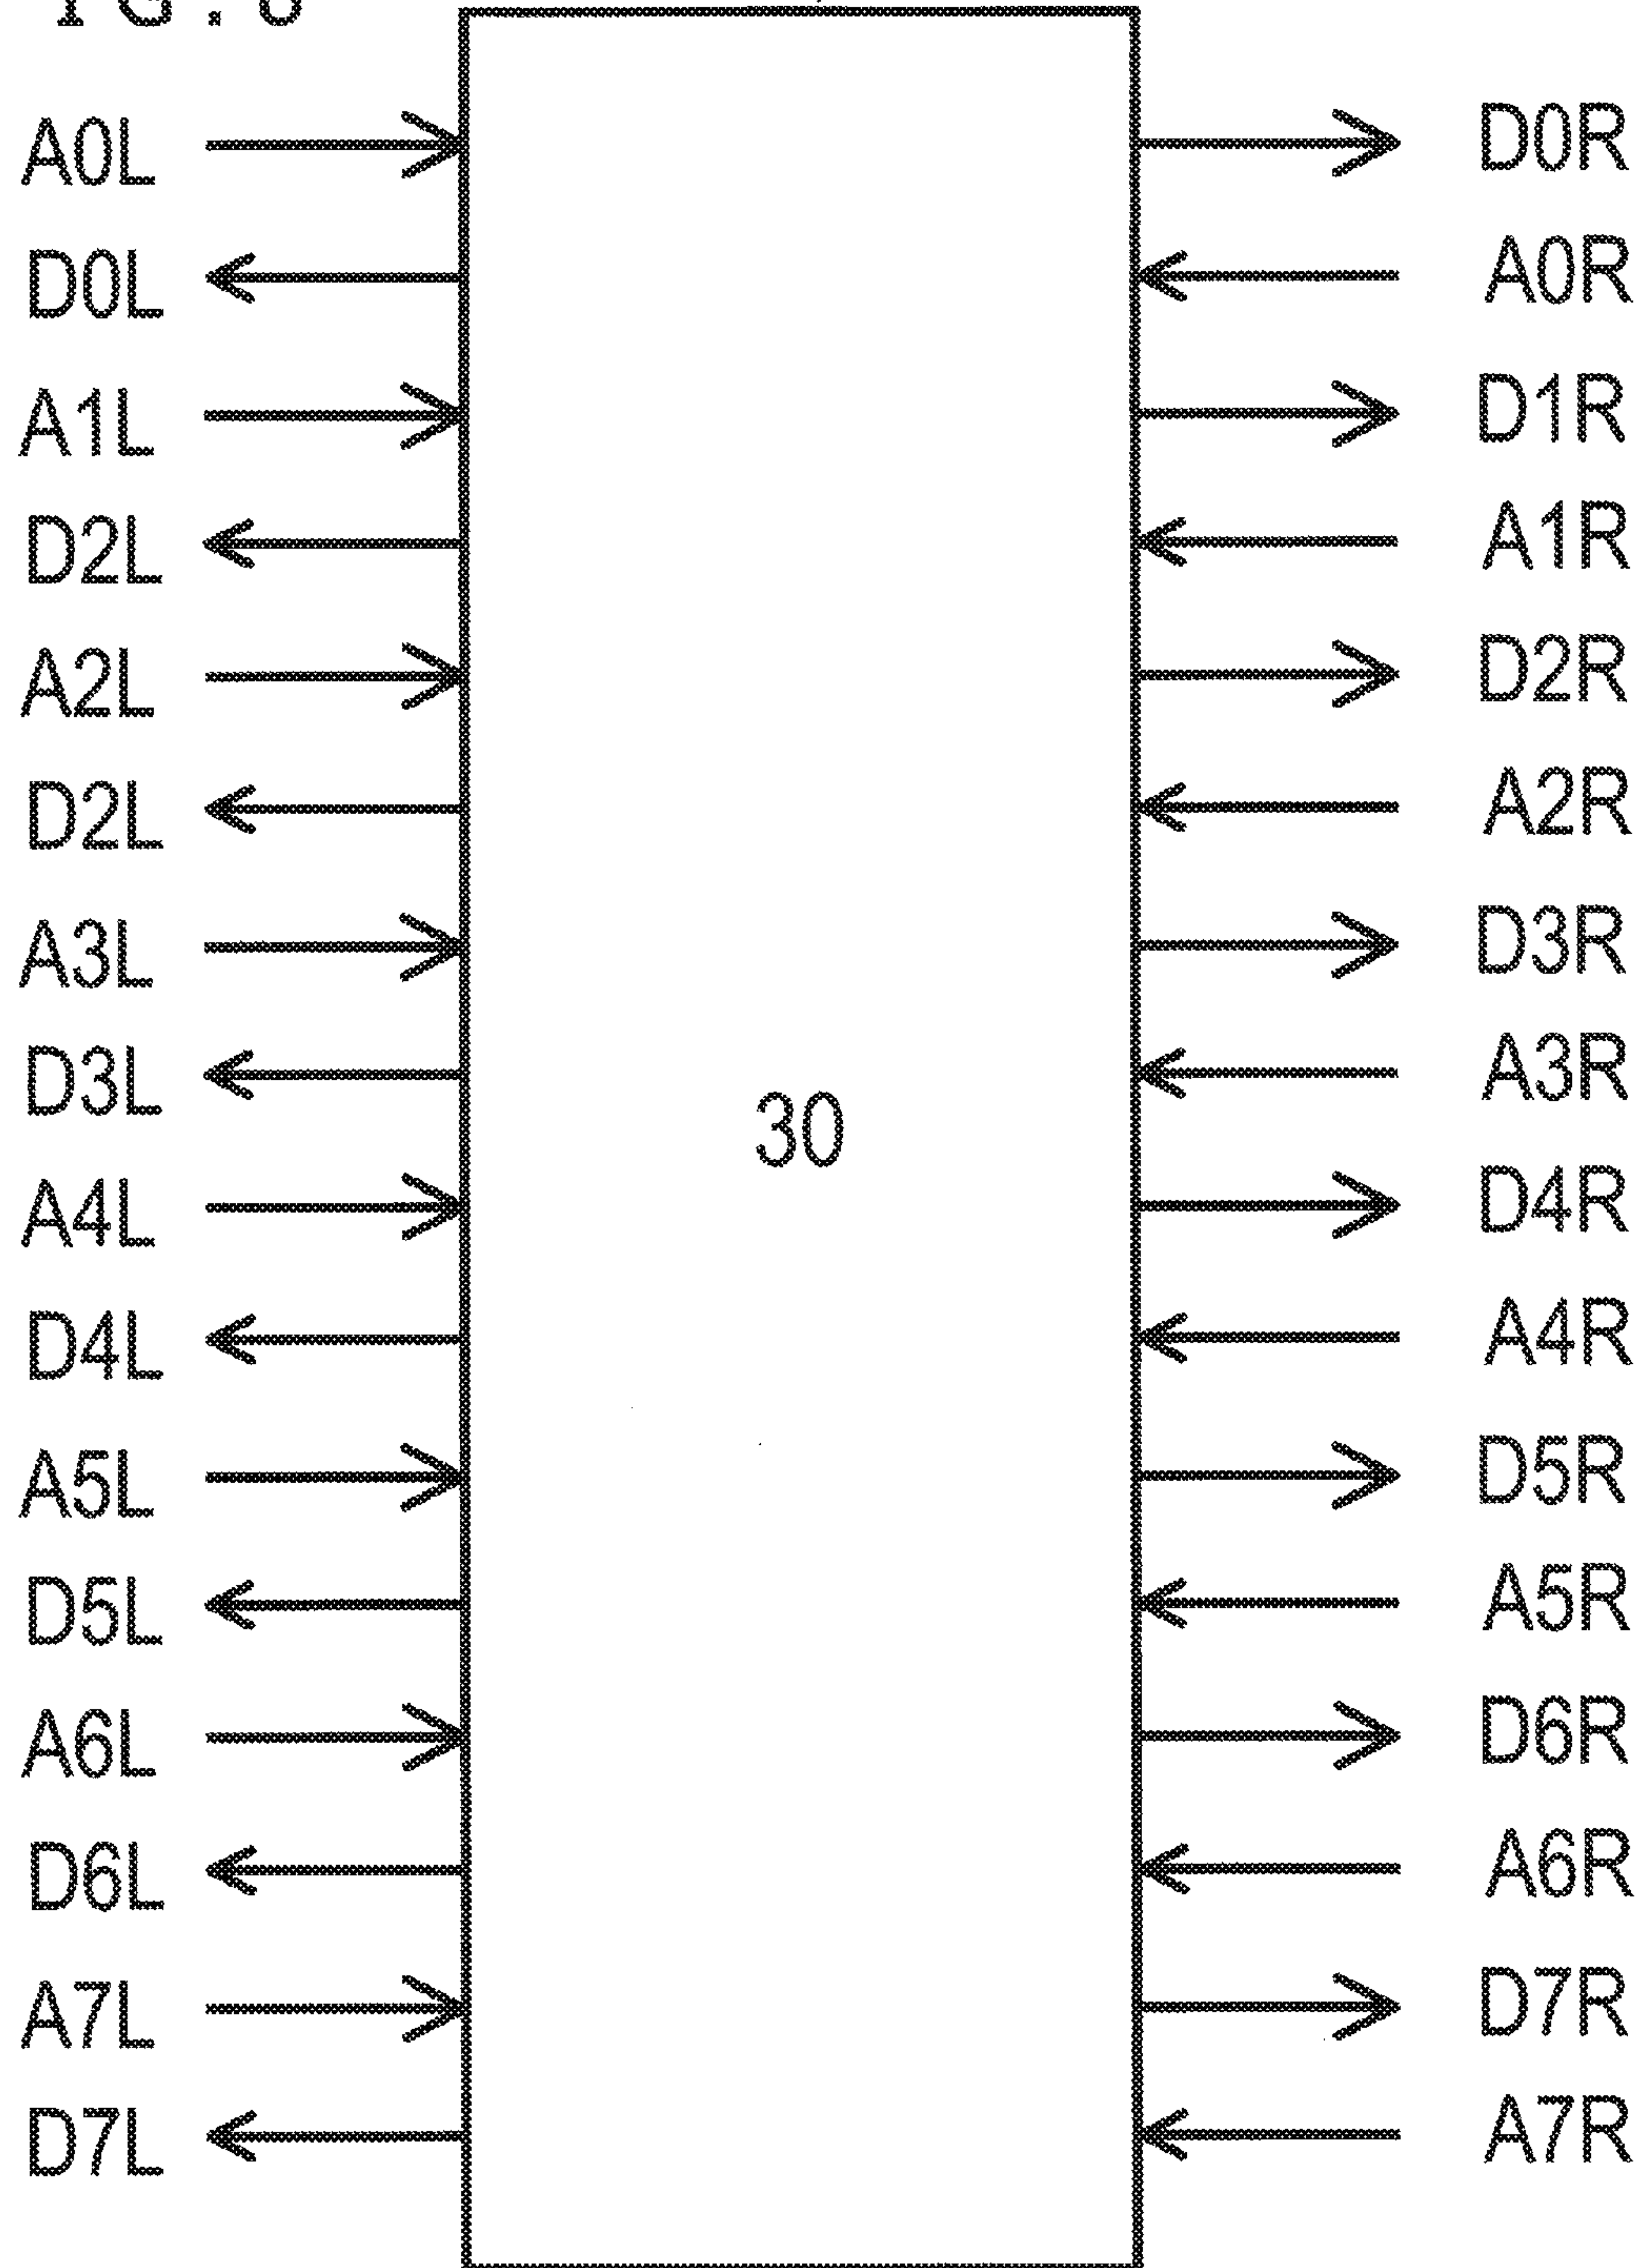 A0L D0R
D0L A0R
A1L D1R
D2L A1R
A2L D2R
D2L A2R
A3L D3R
D3L A3R
30
A4L D4R
D4L A4R
A5L D5R
D5L A5R
A6L D6R
D6L A6R
A7L D7R
D7L A7R